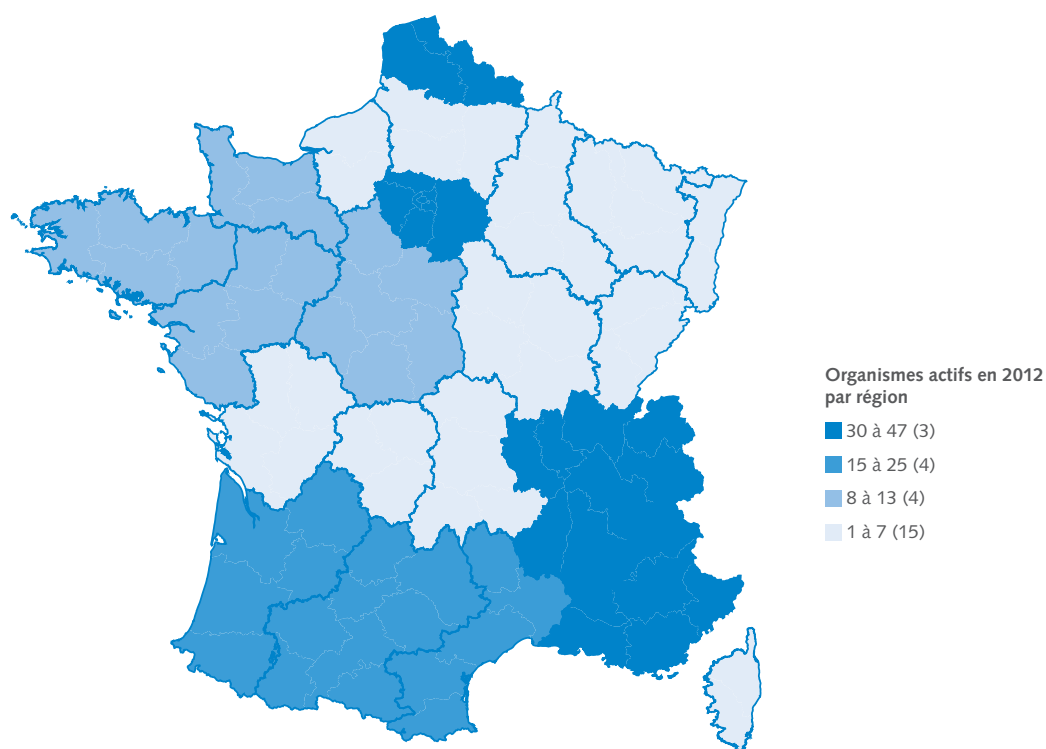 Organismes actifs en 2012
par région
30 à 47 (3)
15 à 25 (4)
8 à 13 (4)
1 à 7 (15)